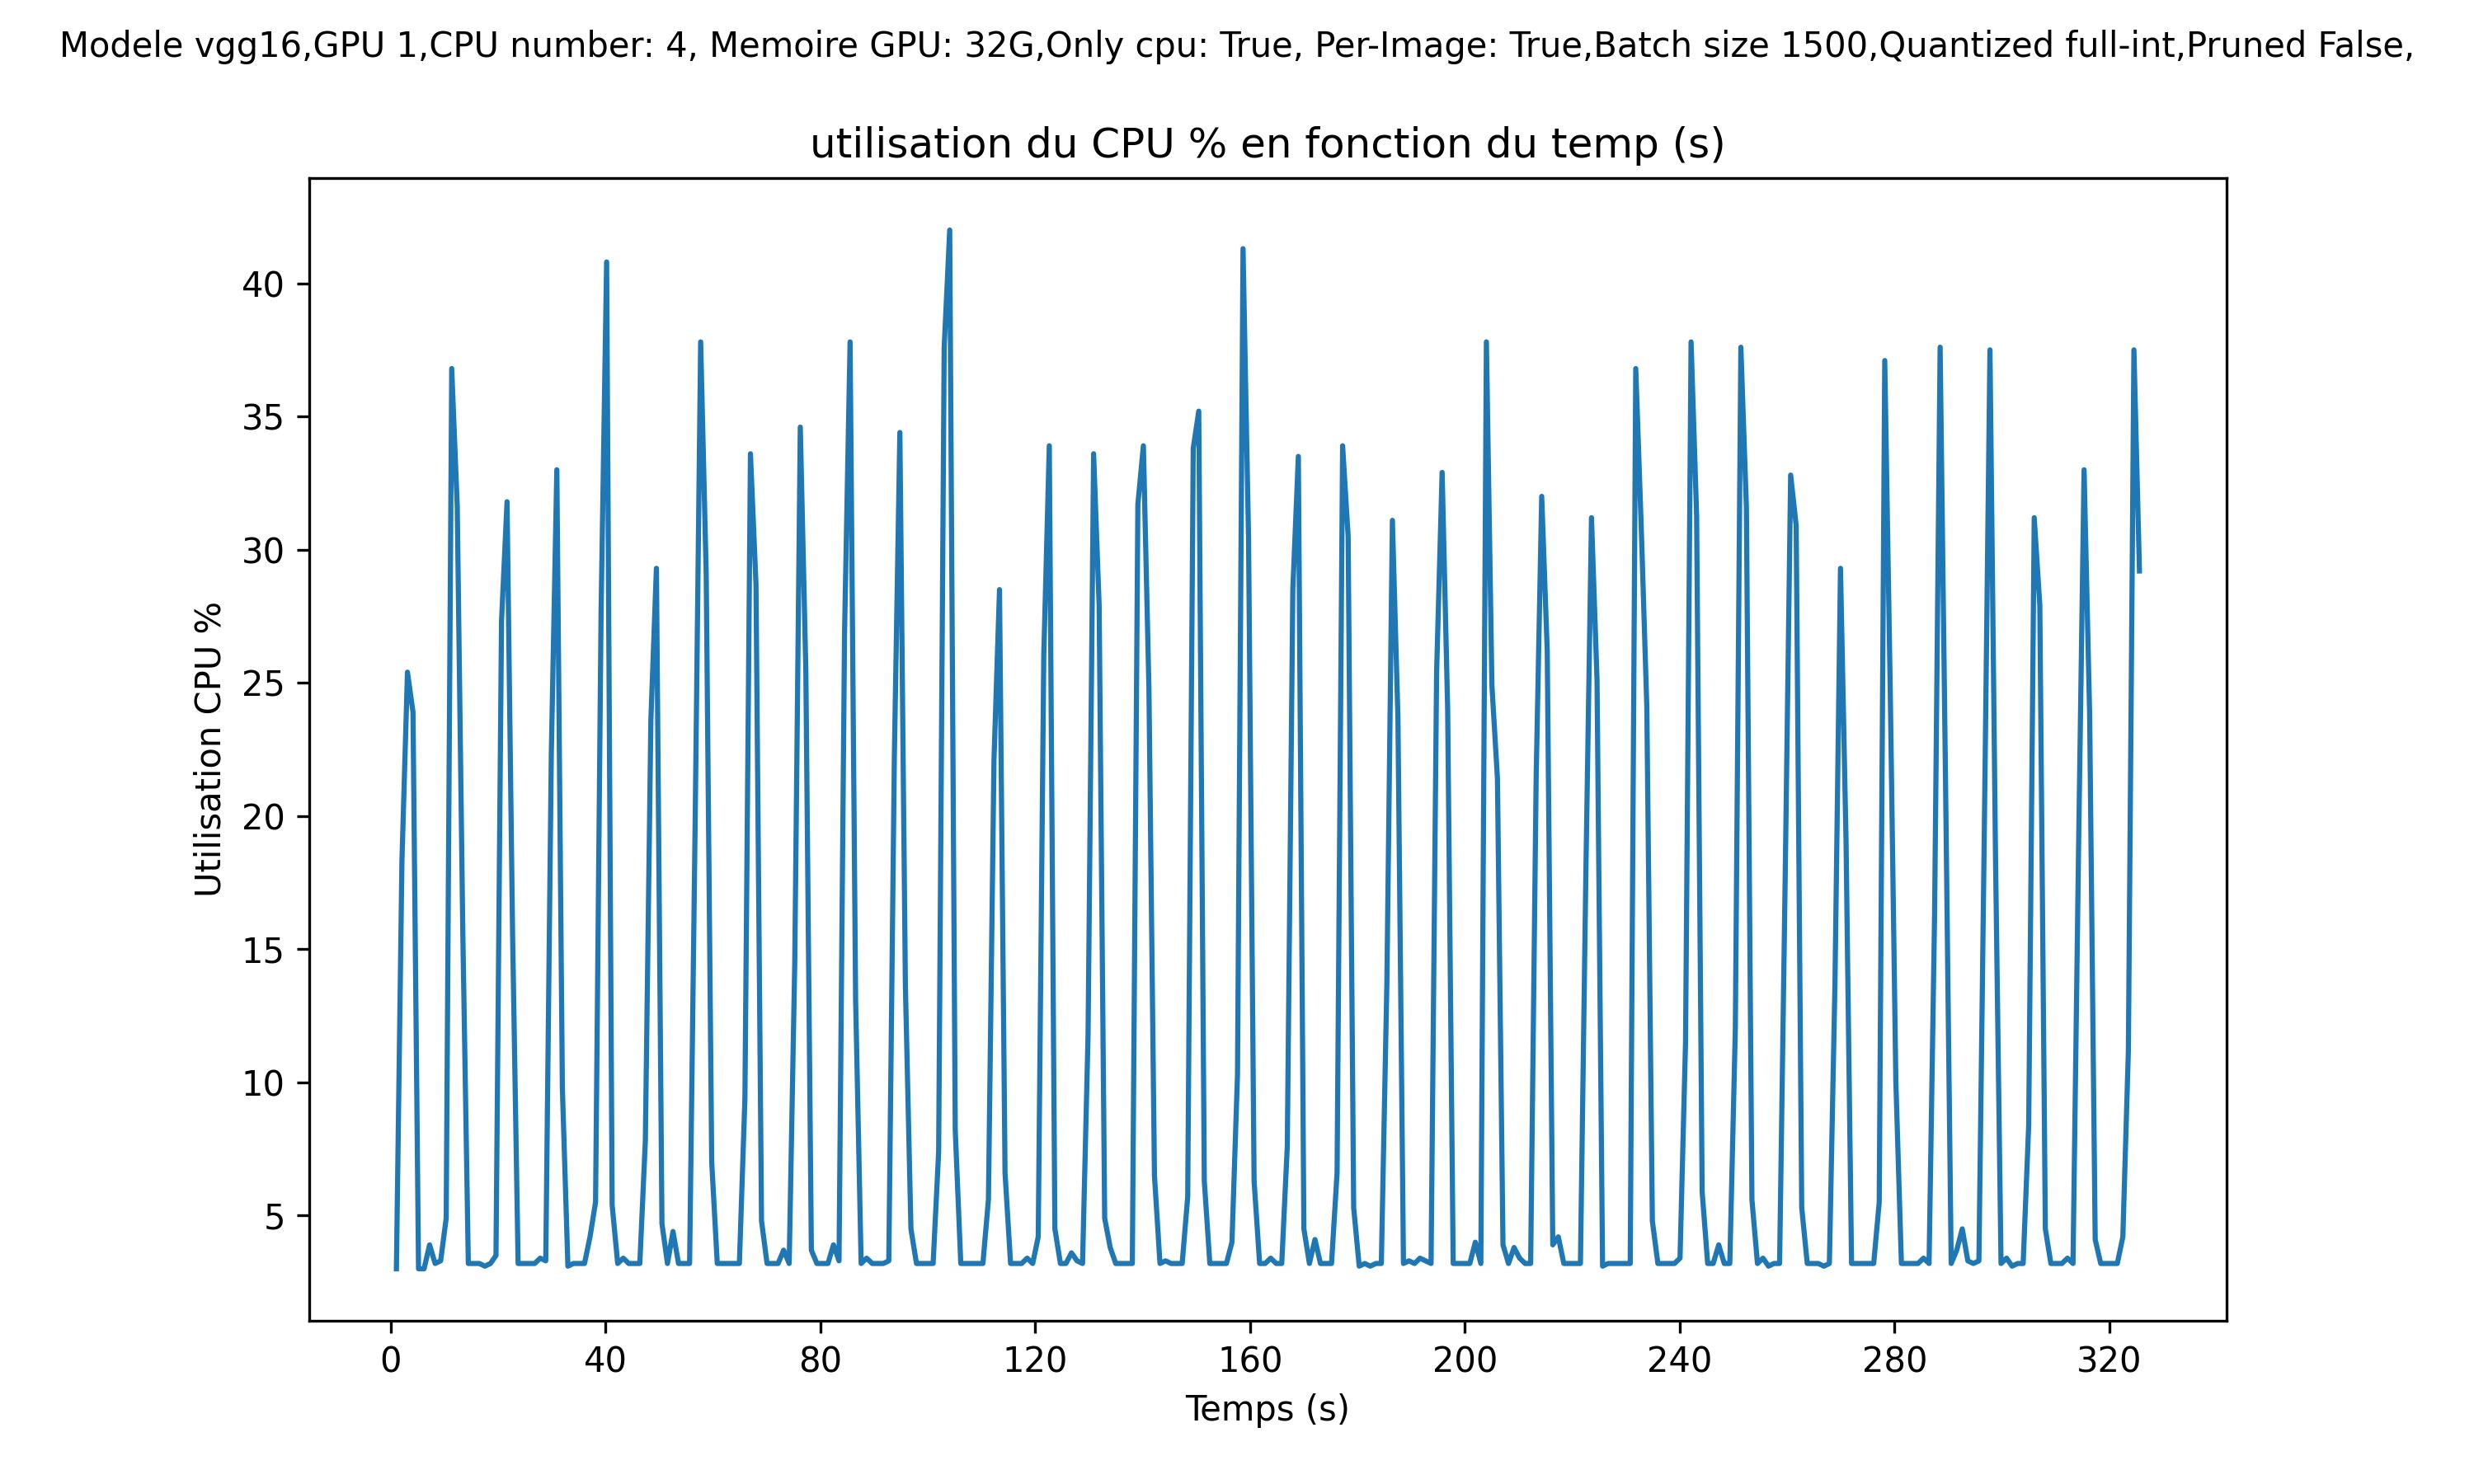 Modele vgg16,GPU 1,CPU number: 4, Memoire GPU: 32G,Only cpu: True, Per-Image: True,Batch size 1500,Quantized full-int,Pruned False,
utilisation du CPU % en fonction du temp (s)
Utilisation CPU %
40
35
30
25
20
15
10
5
0 40 80 120 160 200 240 280 320
Temps (s)